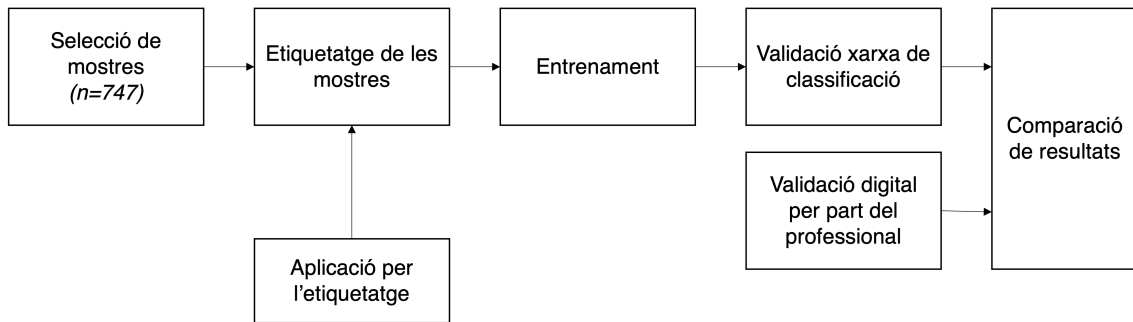 Selecció de
mostres
(n=747)
Etiquetatge de les
mostres
Entrenament
Validació xarxa de
classificació
Comparació
de resultats
Validació digital
per part del
professional
Aplicació per
l'etiquetatge